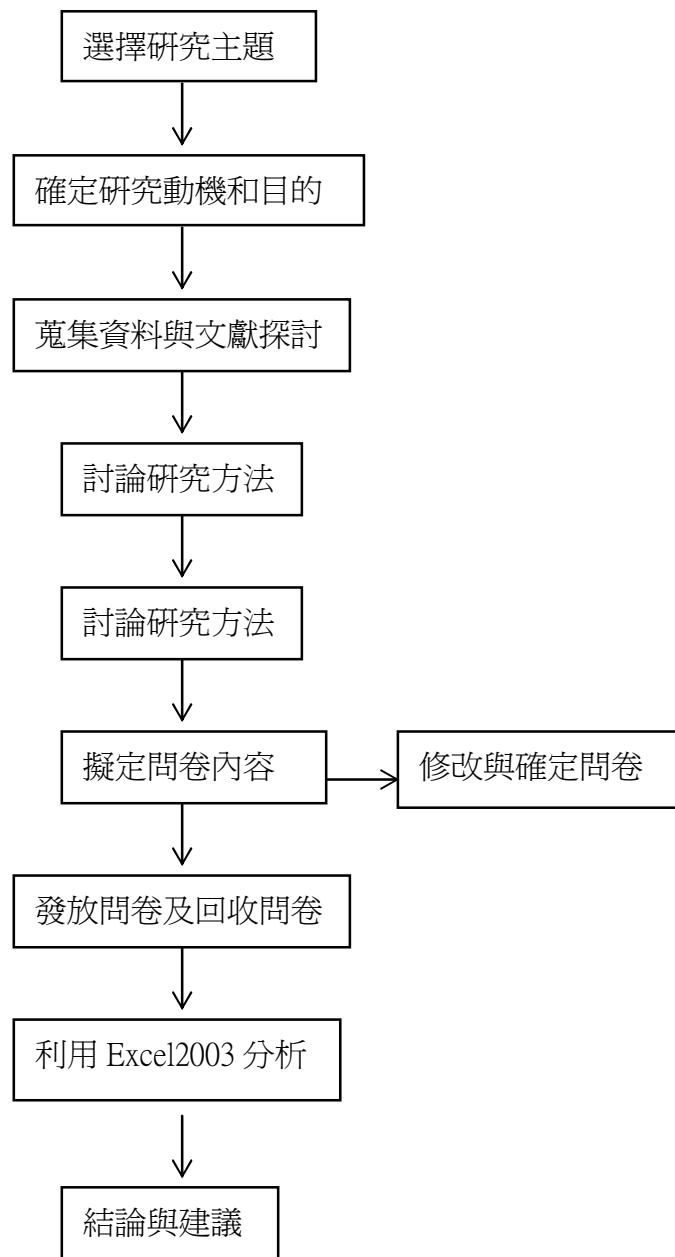 選擇研究主題
確定研究動機和目的
蒐集資料與文獻探討
討論研究方法
討論研究方法
擬定問卷內容
修改與確定問卷
發放問卷及回收問卷
利用 Excel2003 分析
結論與建議